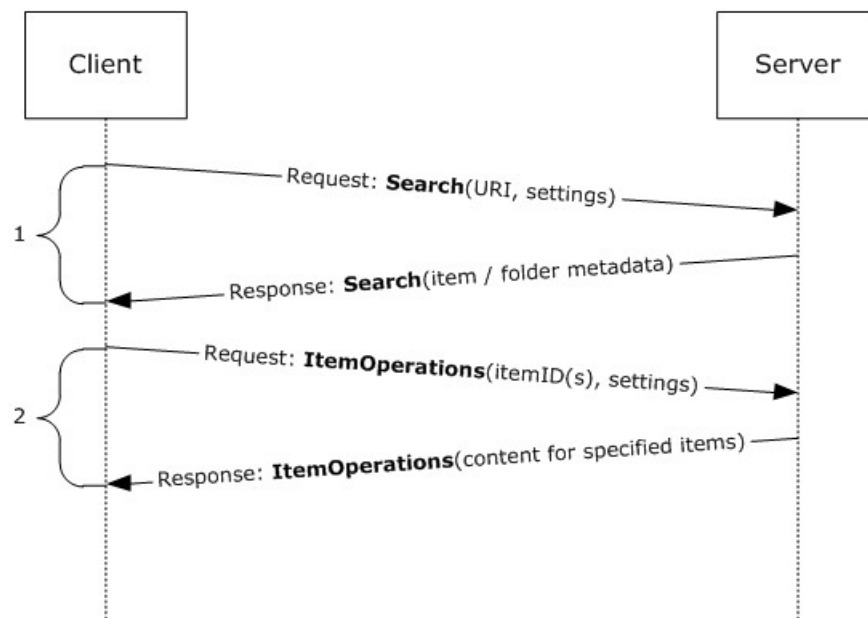 Client
Server
Request: Search(URI, settings)
1
Response: Search(item / folder metadata)
Request: ItemOperations(itemID(s), settings)
2
Response: ItemOperations(content for specified items)